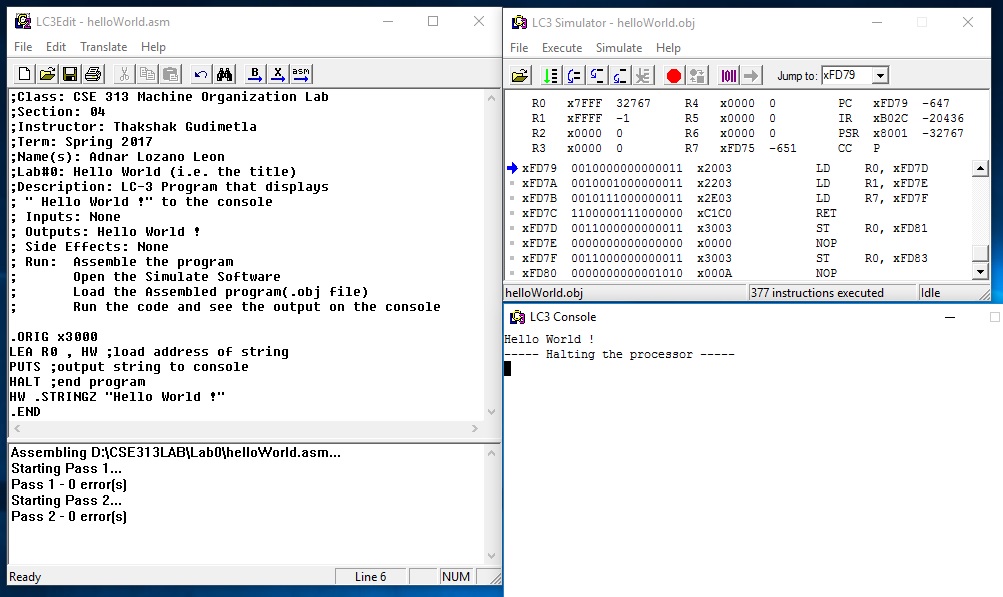 LC3Edit - helloWorld.asm
File Edit Translate Help
B X asm
;Class: CSE 313 Machine Organization Lab
;Section: 04
;Instructor: Thakshak Gudimetla
;Term: Spring 2017
;Name(s): Adnar Lozano Leon
;Lab#0: Hello World (i.e. the title)
;Description: LC-3 Program that displays
; " Hello World !" to the console
; Inputs: None
; Outputs: Hello World !
; Side Effects: None
; Run: Assemble the program
; Open the Simulate Software
; Load the Assembled program(.obj file)
; Run the code and see the output on the console
.ORIG x3000
LEA R0 , HW ;load address of string
PUTS ;output string to console
HALT ;end program
HW .STRINGZ "Hello World !"
.END
Assembling D:\CSE313LAB\Lab0\helloWorld.asm...
Starting Pass 1...
Pass 1 - 0 error(s)
Starting Pass 2...
Pass 2 - 0 error(s)
Ready Line 6 NUM
LC3 Simulator - helloWorld.obj
File Execute Simulate Help
Jump to: xFD79
R0 x7FFF 32767 R4 x0000 0 PC xFD79 -647
R1 xFFFF -1 R5 x0000 0 IR xB02C -20436
R2 x0000 0 R6 x0000 0 PSR x8001 -32767
R3 x0000 0 R7 xFD75 -651 CC P
xFD79 0010000000000011 x2003 LD R0, xFD7D
xFD7A 0010001000000011 x2203 LD R1, xFD7E
xFD7B 0010111000000011 x2E03 LD R7, xFD7F
xFD7C 1100000111000000 xC1C0 RET
xFD7D 0011000000000011 x3003 ST R0, xFD81
xFD7E 0000000000000000 x0000 NOP
xFD7F 0011000000000011 x3003 ST R0, xFD83
xFD80 0000000000001010 x000A NOP
helloWorld.obj 377 instructions executed Idle
LC3 Console
Hello World !
----- Halting the processor -----